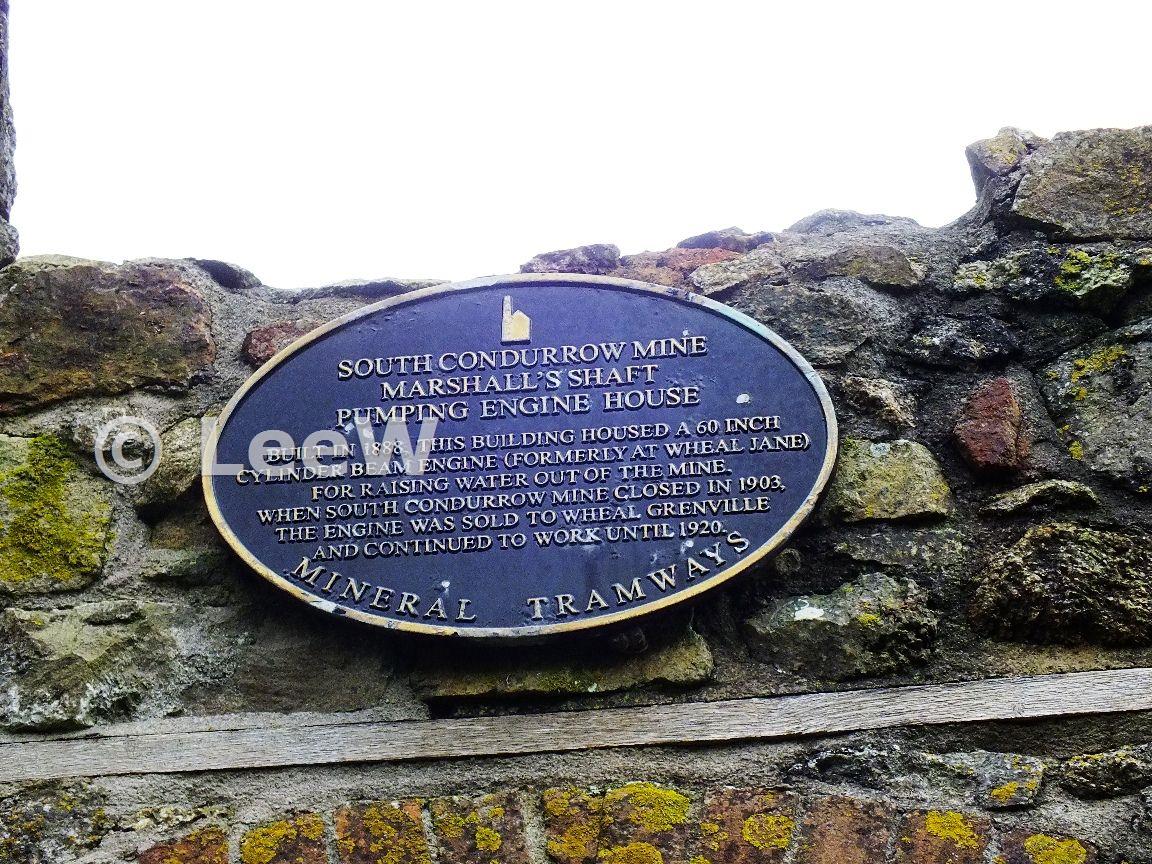 SOUTH CONDURROW MINE
MARSHALL'S SHAFT
PUMPING ENGINE HOUSE
BUILT IN 1888, THIS BUILDING HOUSED A 60 INCH
CYLINDER BEAM ENGINE (FORMERLY AT WHEAL JANE)
FOR RAISING WATER OUT OF THE MINE.
WHEN SOUTH CONDURROW MINE CLOSED IN 1903,
THE ENGINE WAS SOLD TO WHEAL GRENVILLE
AND CONTINUED TO WORK UNTIL 1920.
MINERAL TRAMWAYS
© LeeW